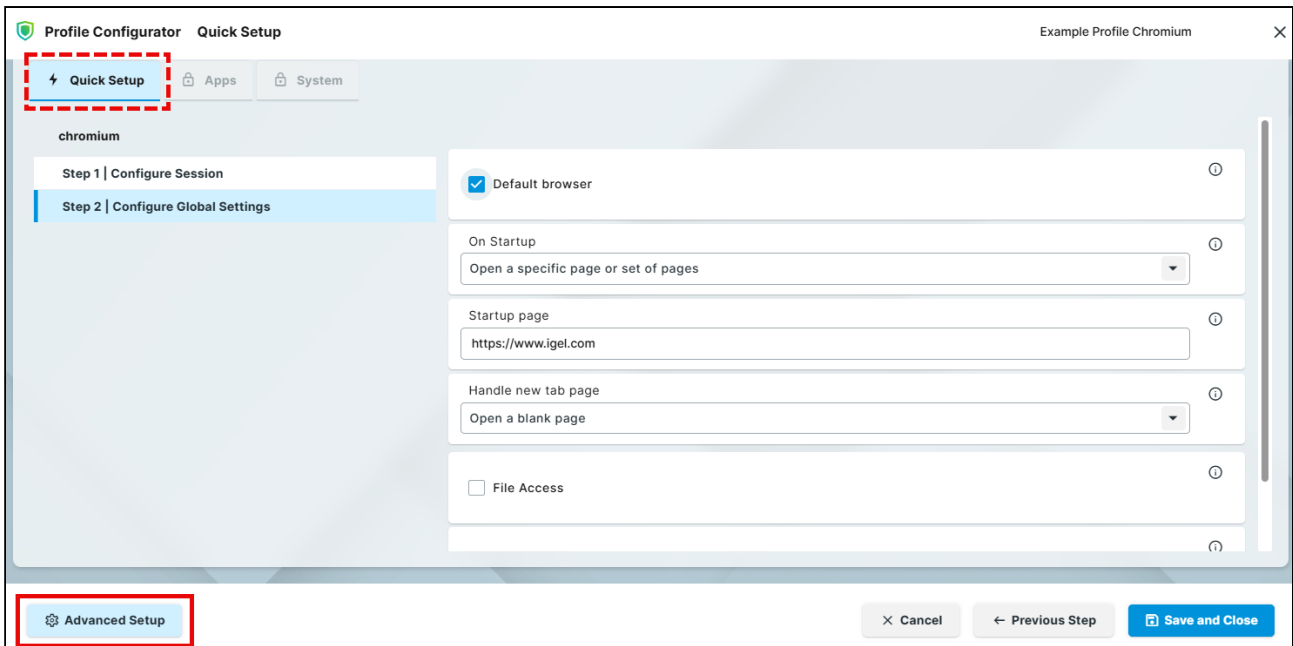 Profile Configurator Quick Setup Example Profile Chromium
Quick Setup Apps System
chromium
Step 1 | Configure Session
Step 2 | Configure Global Settings
Default browser
On Startup
Open a specific page or set of pages
Startup page
https://www.igel.com
Handle new tab page
Open a blank page
File Access
Advanced Setup Cancel Previous Step Save and Close